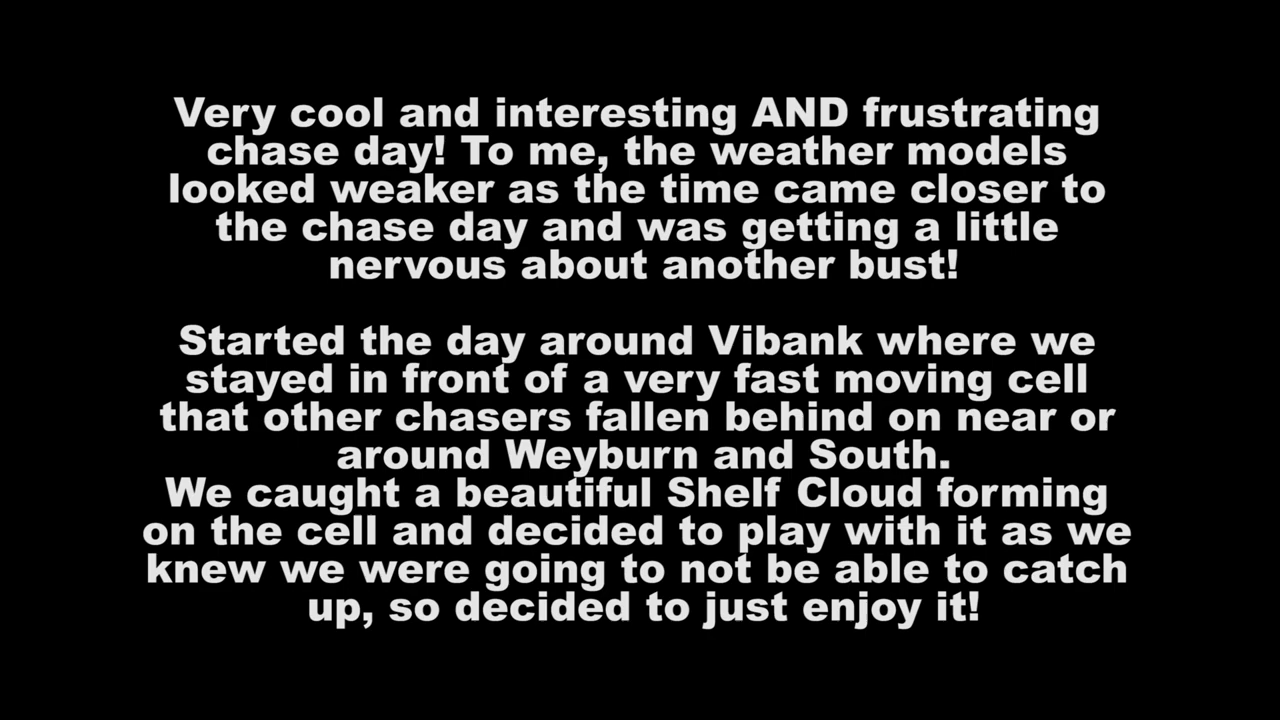 Very cool and interesting AND frustrating
chase day! To me, the weather models
looked weaker as the time came closer to
the chase day and was getting a little
nervous about another bust!
Started the day around Vibank where we
stayed in front of a very fast moving cell
that other chasers fallen behind on near or
around Weyburn and South.
We caught a beautiful Shelf Cloud forming
on the cell and decided to play with it as we
knew we were going to not be able to catch
up, so decided to just enjoy it!